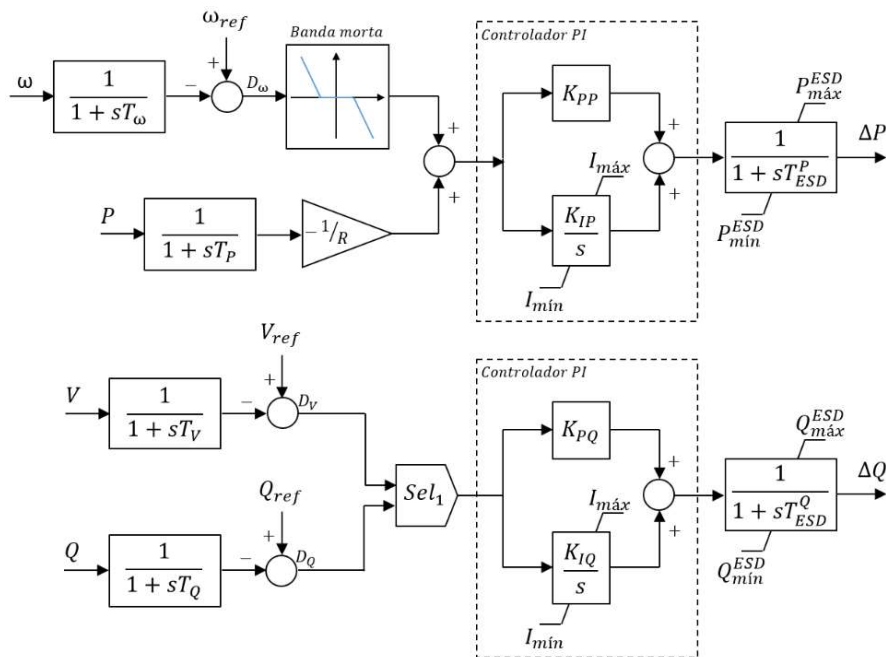 ω_ref
Banda morta
Controlador PI
ω
1
1 + sT_ω
−
+
D_ω
+
+
K_PP
+
+
P_máx^ESD
1
1 + sT_ESD^P
ΔP
P_mín^ESD
P
1
1 + sT_P
−1/R
I_máx
K_IP
s
I_mín
V_ref
Controlador PI
V
1
1 + sT_V
−
+
D_V
K_PQ
+
+
Q_máx^ESD
1
1 + sT_ESD^Q
ΔQ
Q_mín^ESD
Sel_1
Q_ref
Q
1
1 + sT_Q
−
+
D_Q
I_máx
K_IQ
s
I_mín